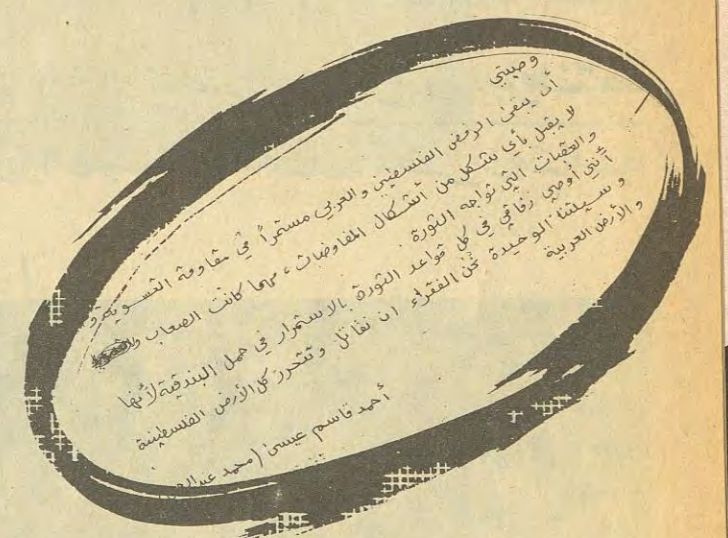 وصيتي
أن يبقى الرفض الفلسطيني والعربي مستمراً في مقاومة التسوية و
لا يقبل بأي شكل من أشكال المفاوضات، مهما كانت الصعاب
والعقبات التي تواجه الثورة.
أنني أوصي رفاقي في كل قواعد الثورة بالاستمرار في حمل البندقية لأنها
وسيلتنا الوحيدة نحن الفقراء ان نقاتل وتتحرر كل الأرض الفلسطينية
والأرض العربية
أحمد قاسم عيسى (محمد